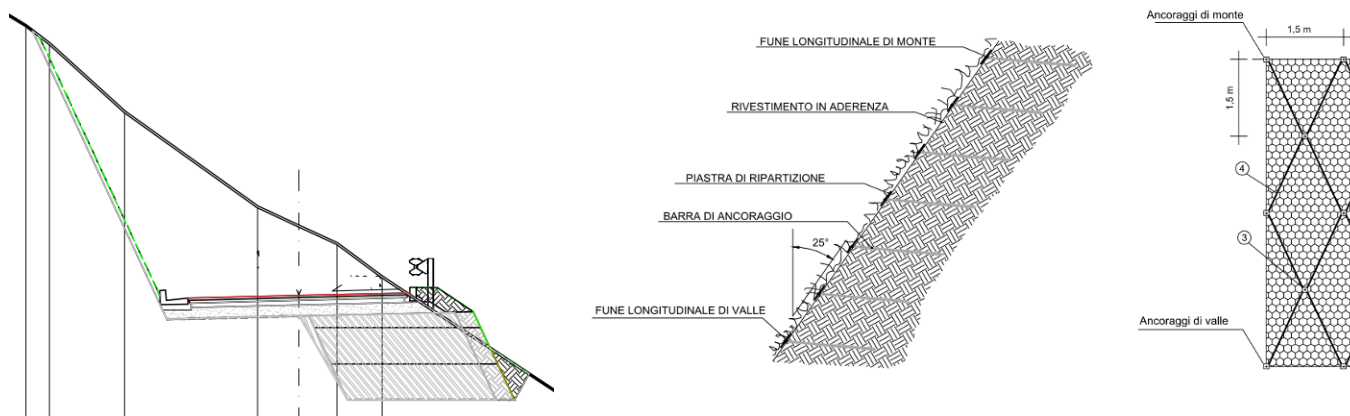 FUNE LONGITUDINALE DI MONTE
RIVESTIMENTO IN ADERENZA
PIASTRA DI RIPARTIZIONE
BARRA DI ANCORAGGIO
25°
FUNE LONGITUDINALE DI VALLE
Ancoraggi di monte
1,5 m
1,5 m
4
3
Ancoraggi di valle